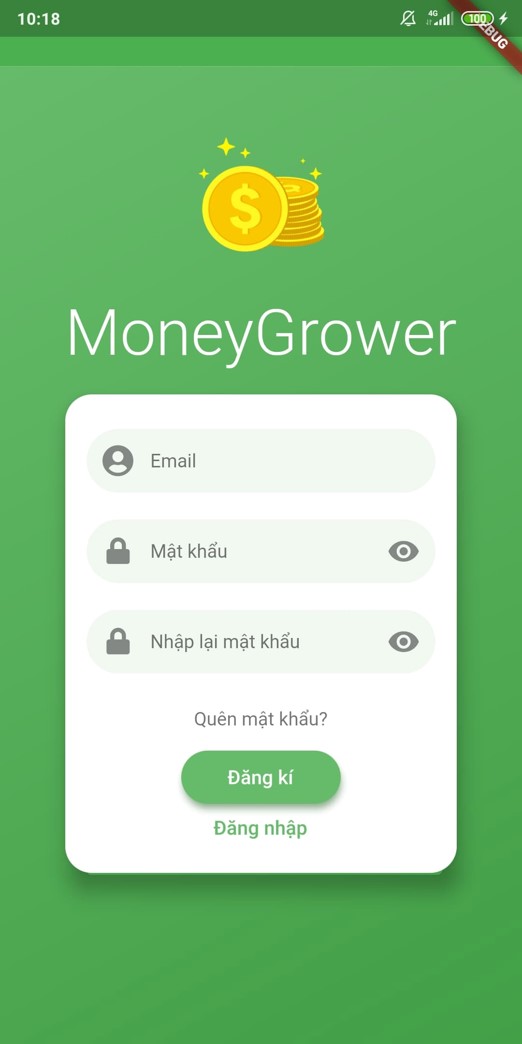 10:18
4G
100
DEBUG
$
MoneyGrower
Email
Mật khẩu
Nhập lại mật khẩu
Quên mật khẩu?
Đăng kí
Đăng nhập